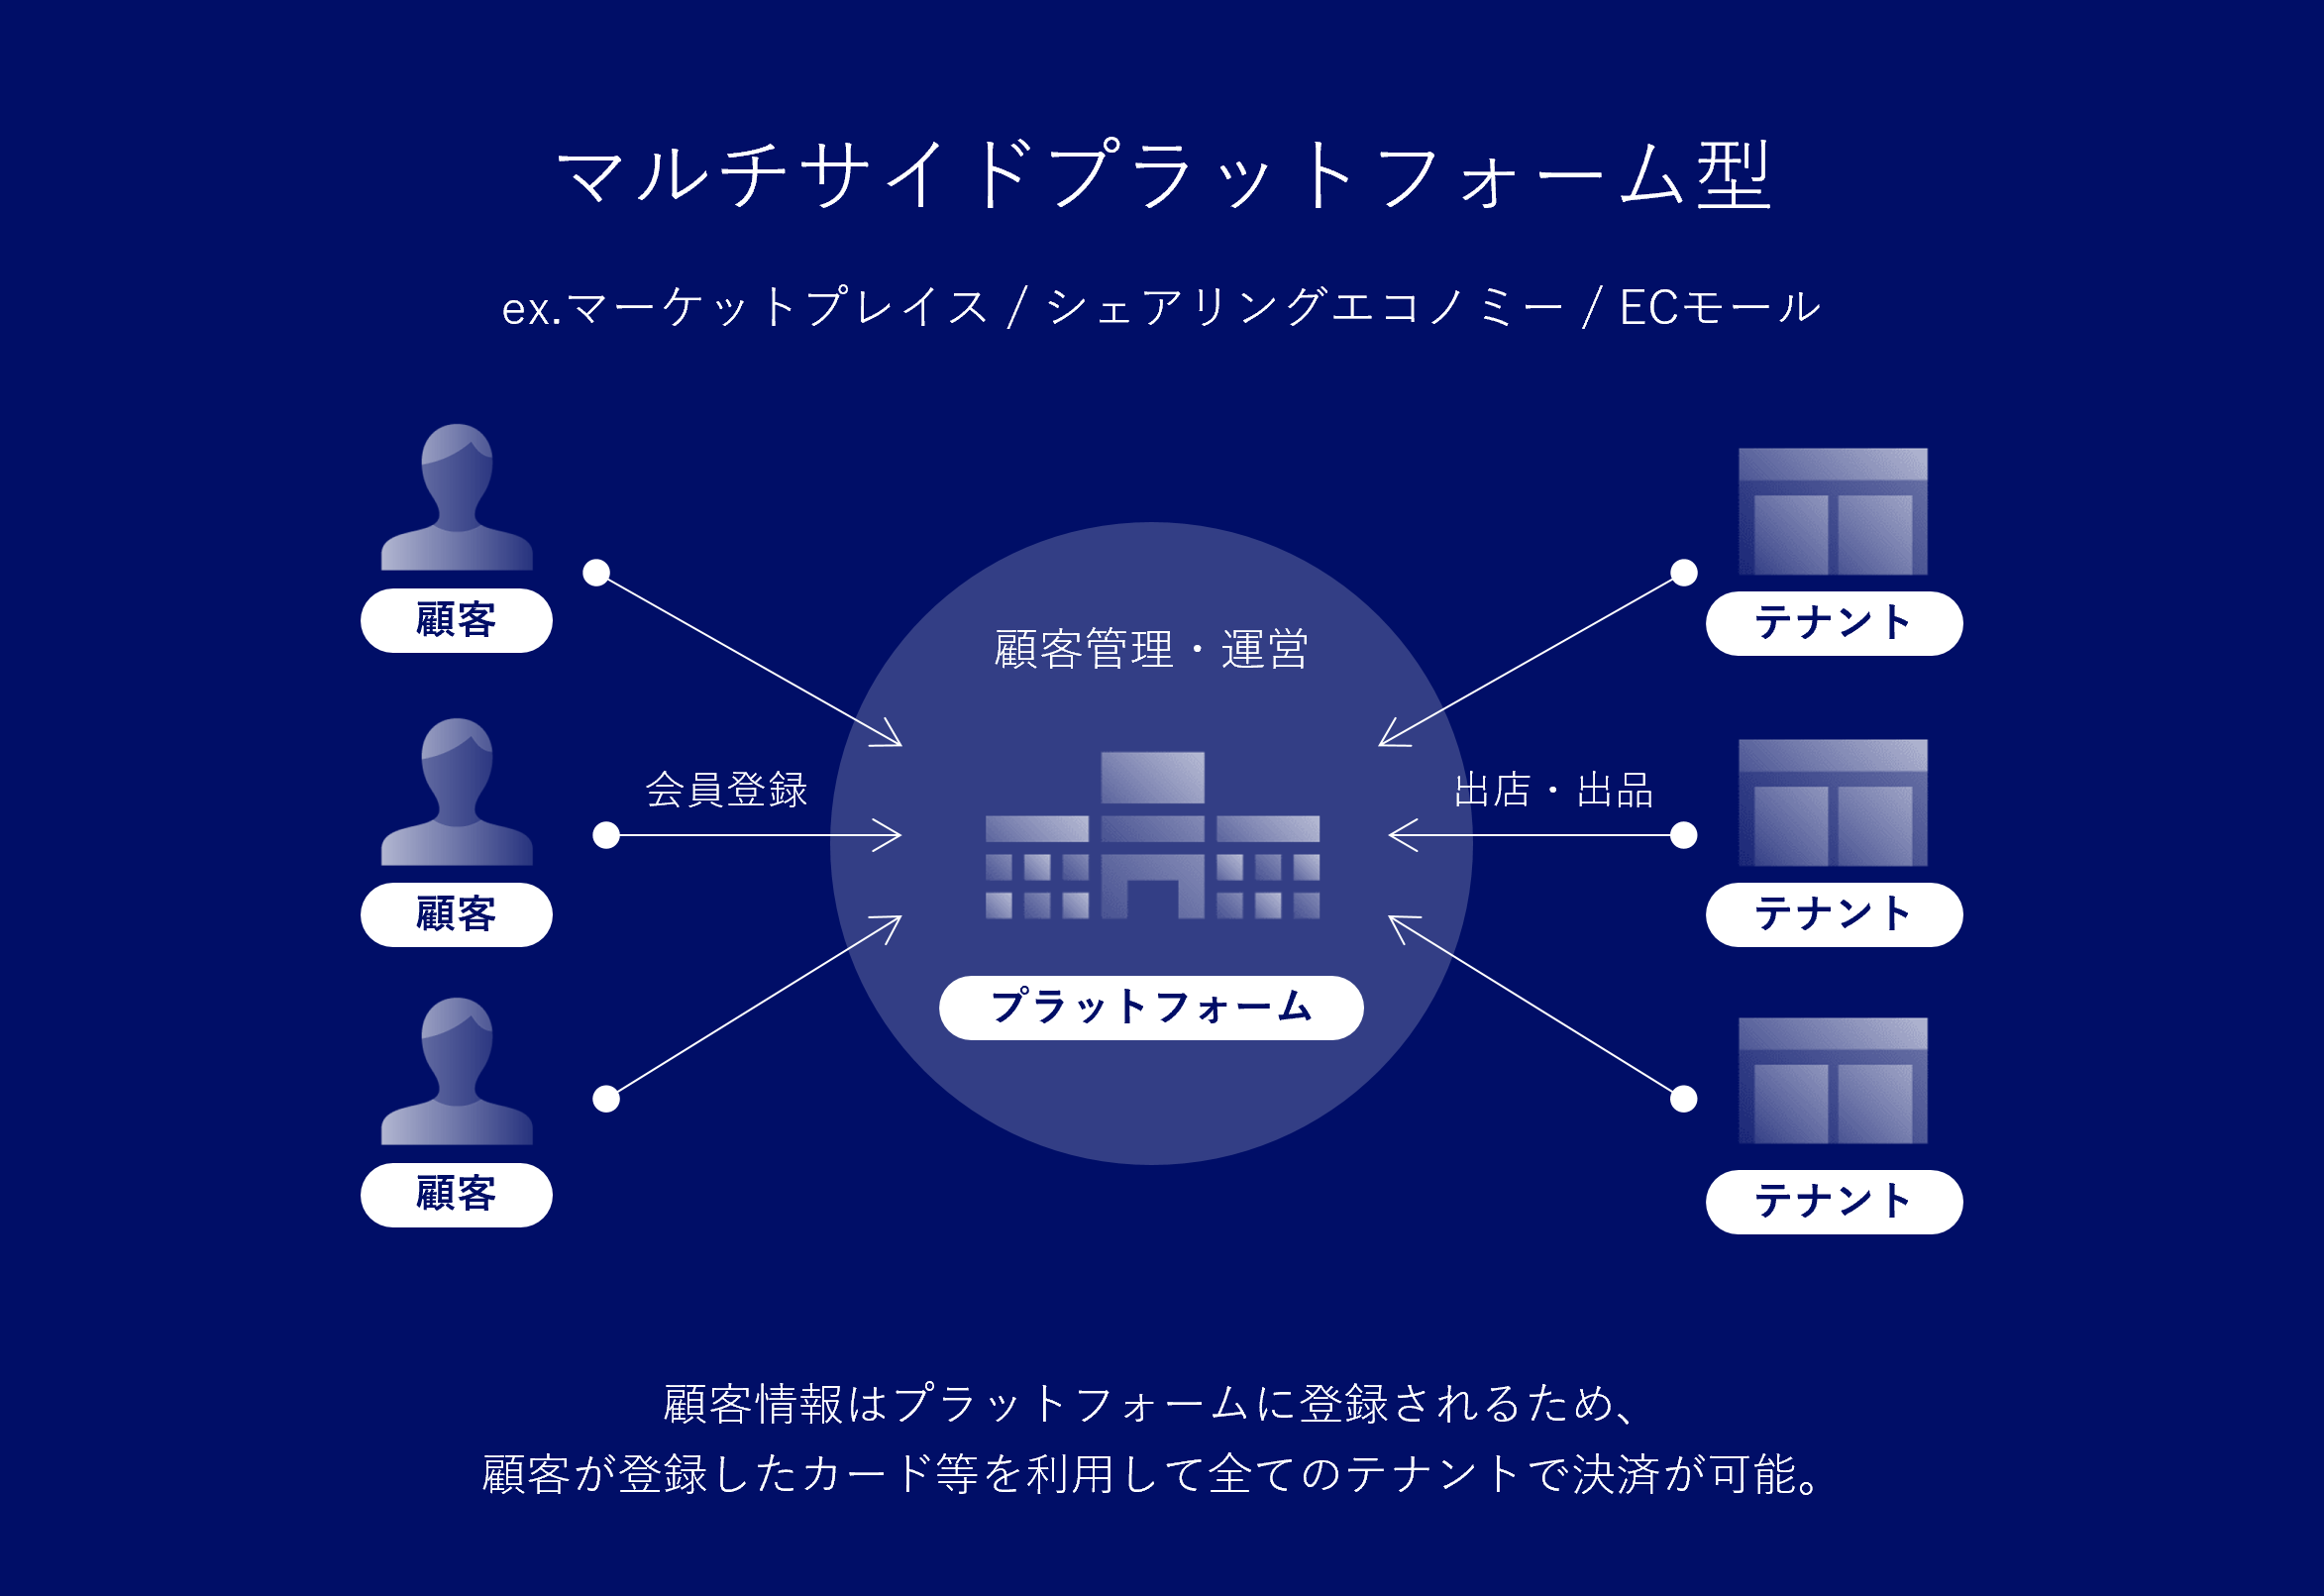 マルチサイドプラットフォーム型
ex.マーケットプレイス / シェアリングエコノミー / ECモール
顧客
顧客
顧客
会員登録
顧客管理・運営
プラットフォーム
出店・出品
テナント
テナント
テナント
顧客情報はプラットフォームに登録されるため、
顧客が登録したカード等を利用して全てのテナントで決済が可能。